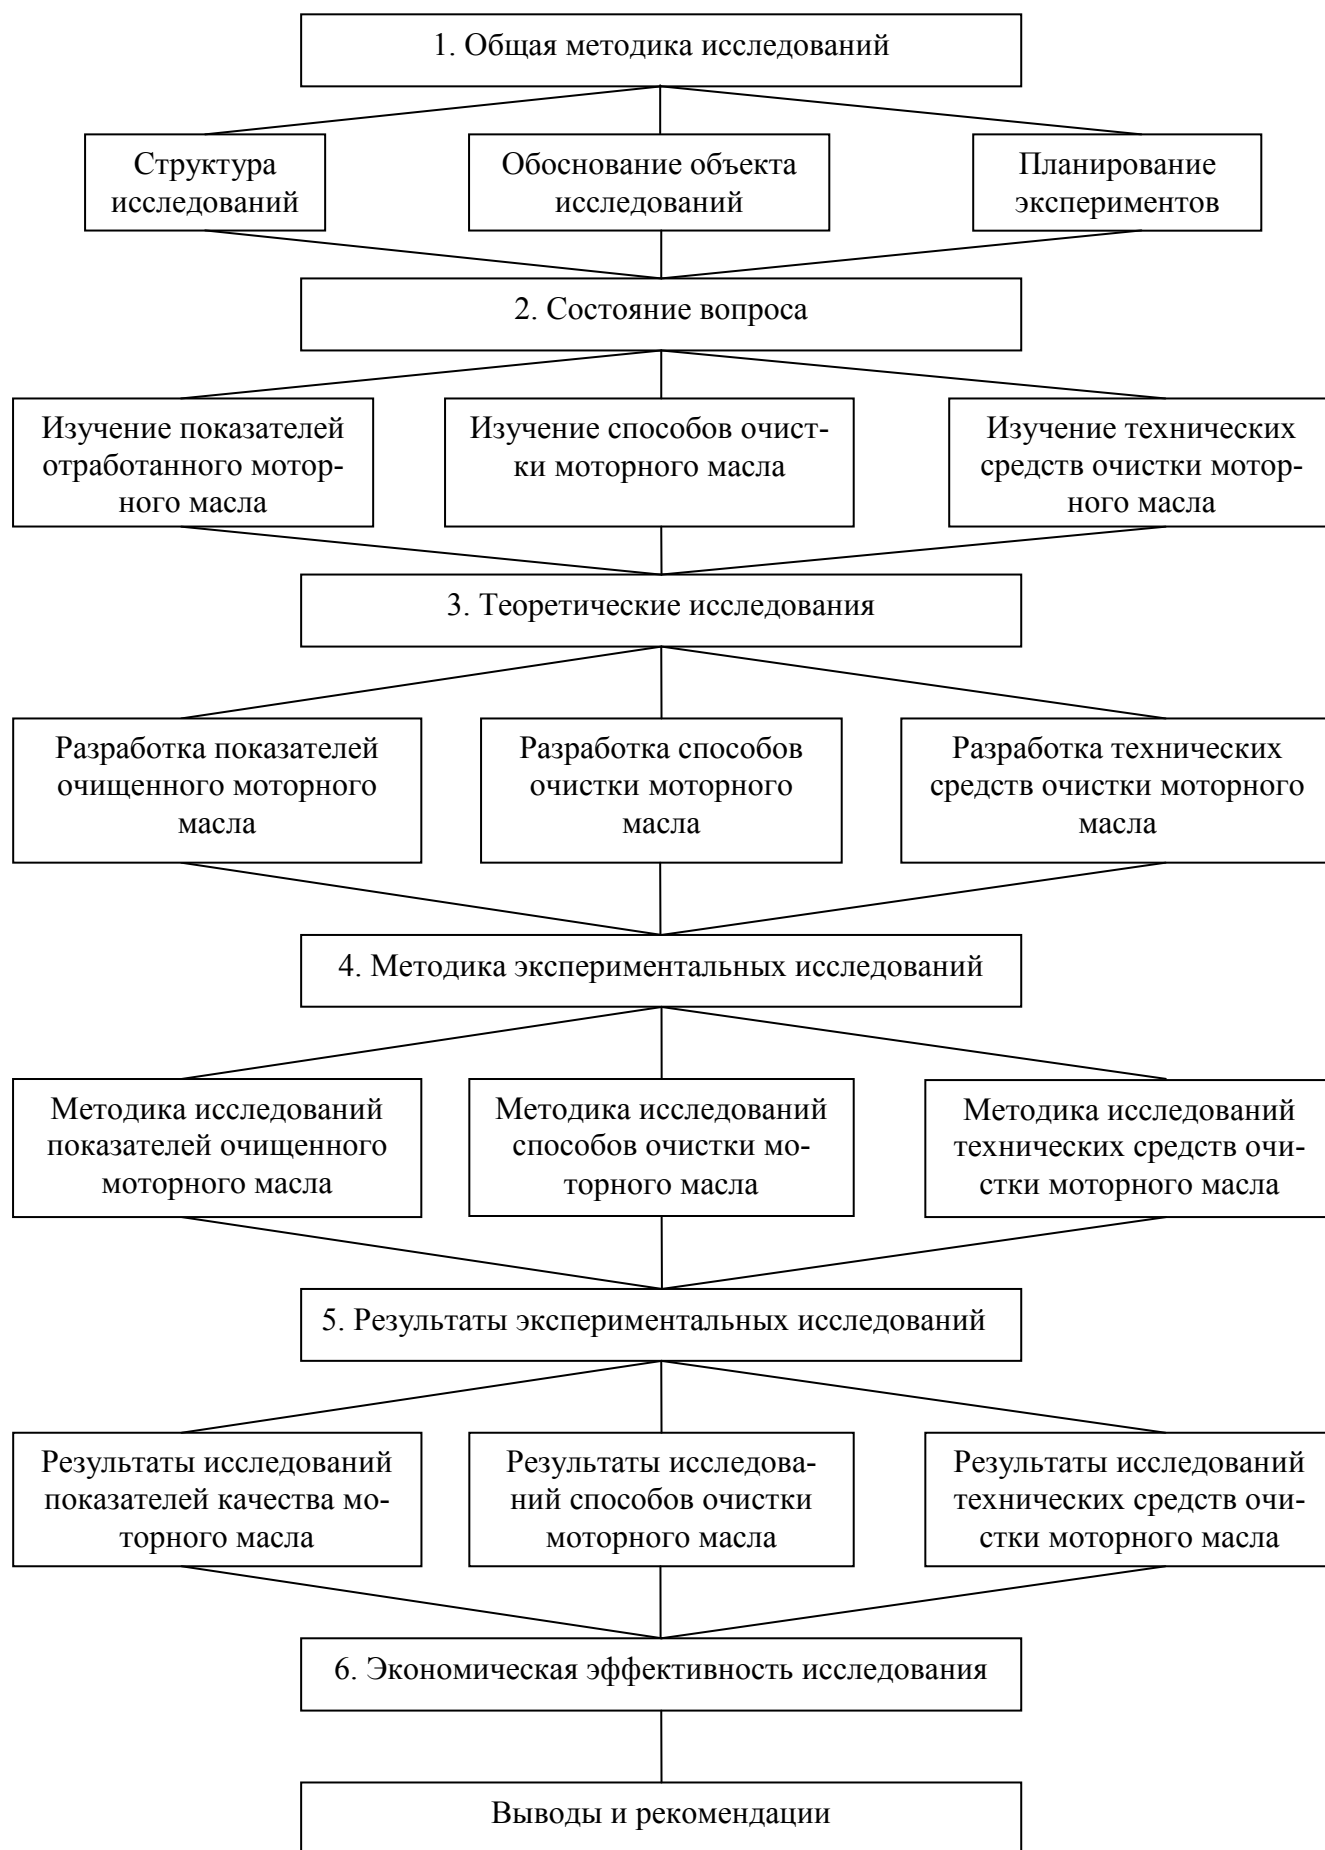 1. Общая методика исследований
Структура
исследований
Обоснование объекта
исследований
Планирование
экспериментов
2. Состояние вопроса
Изучение показателей
отработанного мотор-
ного масла
Изучение способов очист-
ки моторного масла
Изучение технических
средств очистки мотор-
ного масла
3. Теоретические исследования
Разработка показателей
очищенного моторного
масла
Разработка способов
очистки моторного
масла
Разработка технических
средств очистки моторного
масла
4. Методика экспериментальных исследований
Методика исследований
показателей очищенного
моторного масла
Методика исследований
способов очистки мо-
торного масла
Методика исследований
технических средств очи-
стки моторного масла
5. Результаты экспериментальных исследований
Результаты исследований
показателей качества мо-
торного масла
Результаты исследова-
ний способов очистки
моторного масла
Результаты исследований
технических средств очи-
стки моторного масла
6. Экономическая эффективность исследования
Выводы и рекомендации